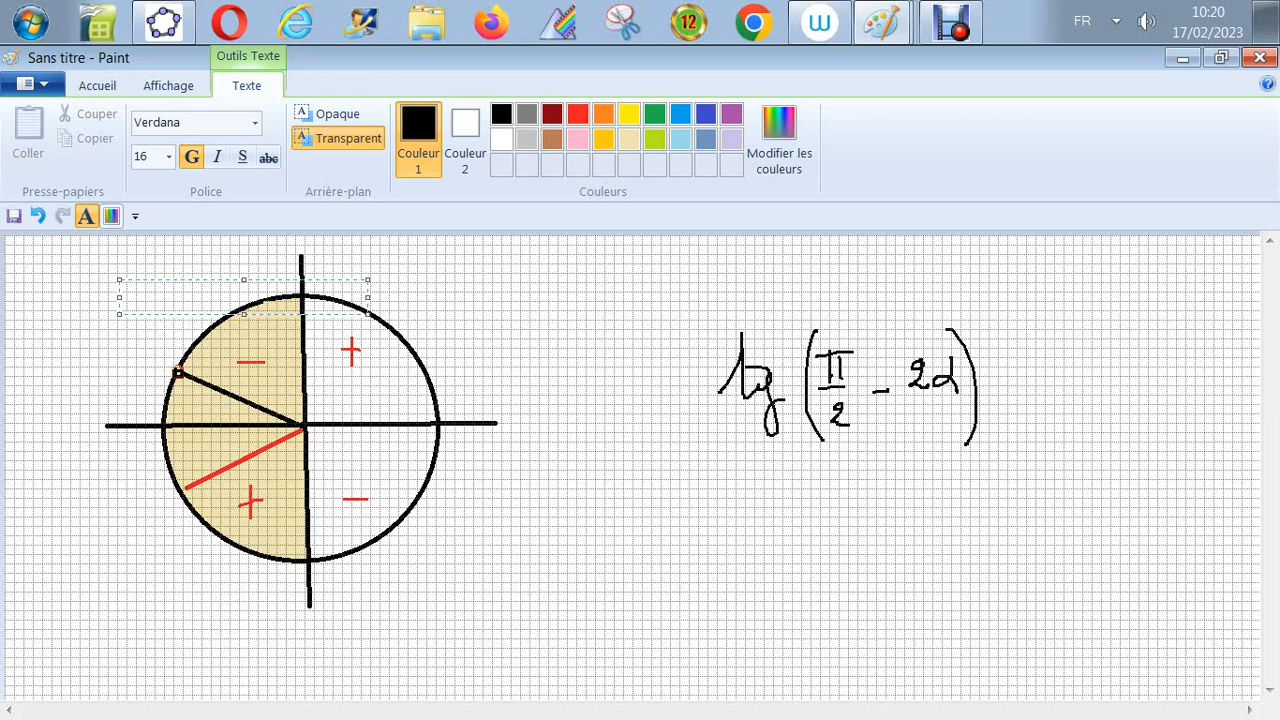 12
W
FR
10:20
17/02/2023
Sans titre - Paint
Outils Texte
Accueil
Affichage
Texte
Coller
Couper
Copier
Presse-papiers
Verdana
16
G I S abc
Police
Opaque
Transparent
Arrière-plan
Couleur 1
Couleur 2
Couleurs
Modifier les couleurs
A
− +
+ −
tg (π/2 - 2α)